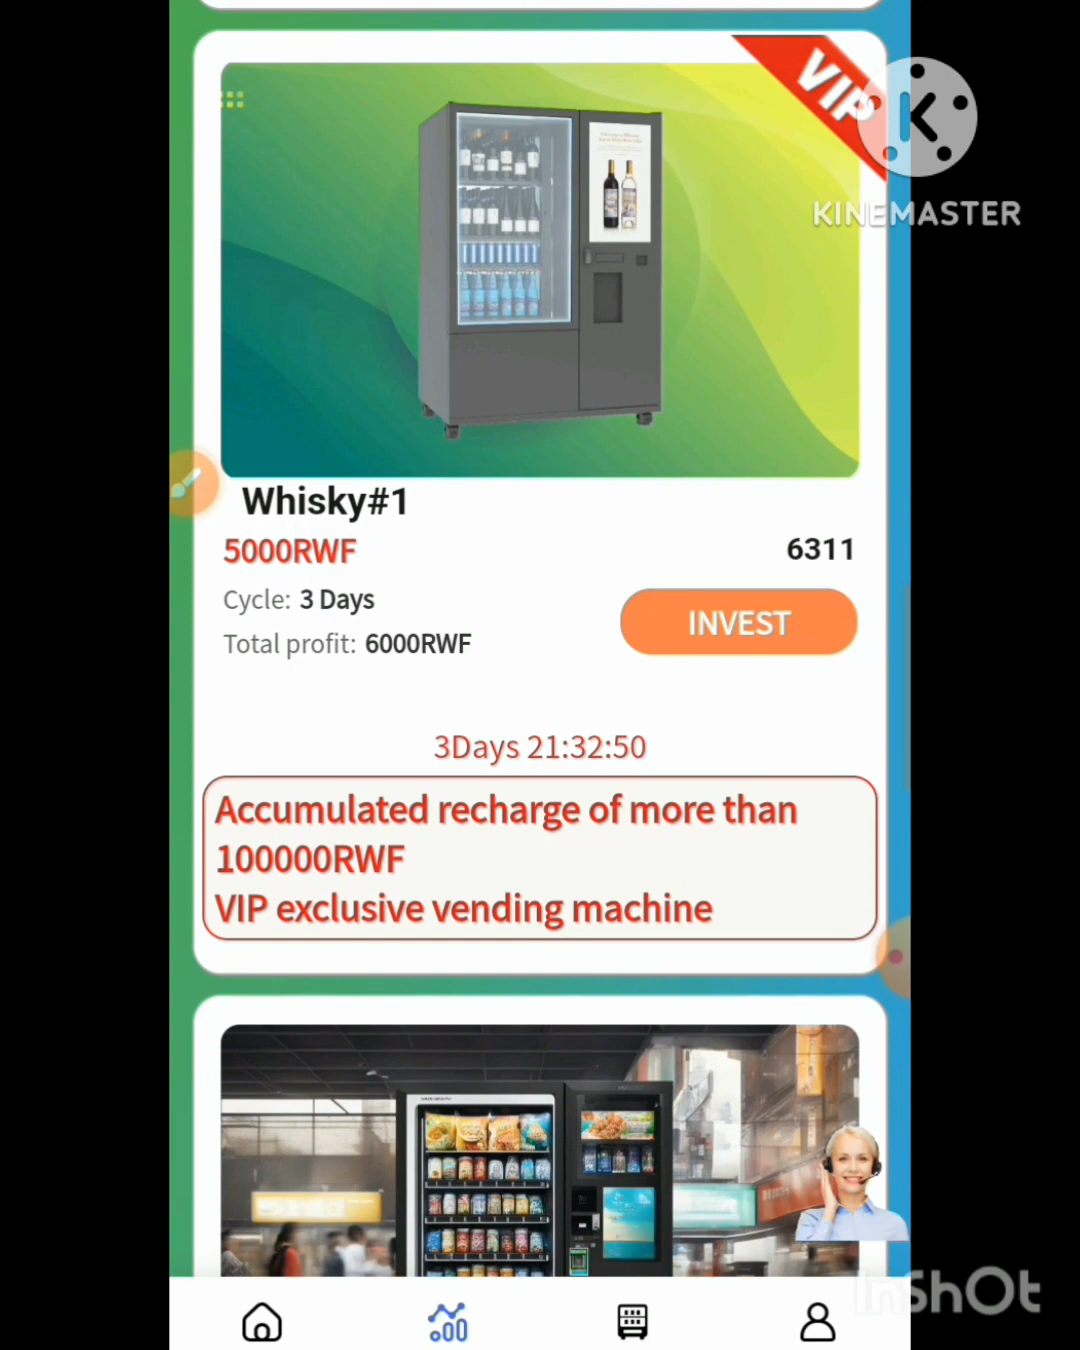 VIP
KINEMASTER
Whisky#1
5000RWF
6311
Cycle: 3 Days
INVEST
Total profit: 6000RWF
3Days 21:32:50
Accumulated recharge of more than
100000RWF
VIP exclusive vending machine
InShOt